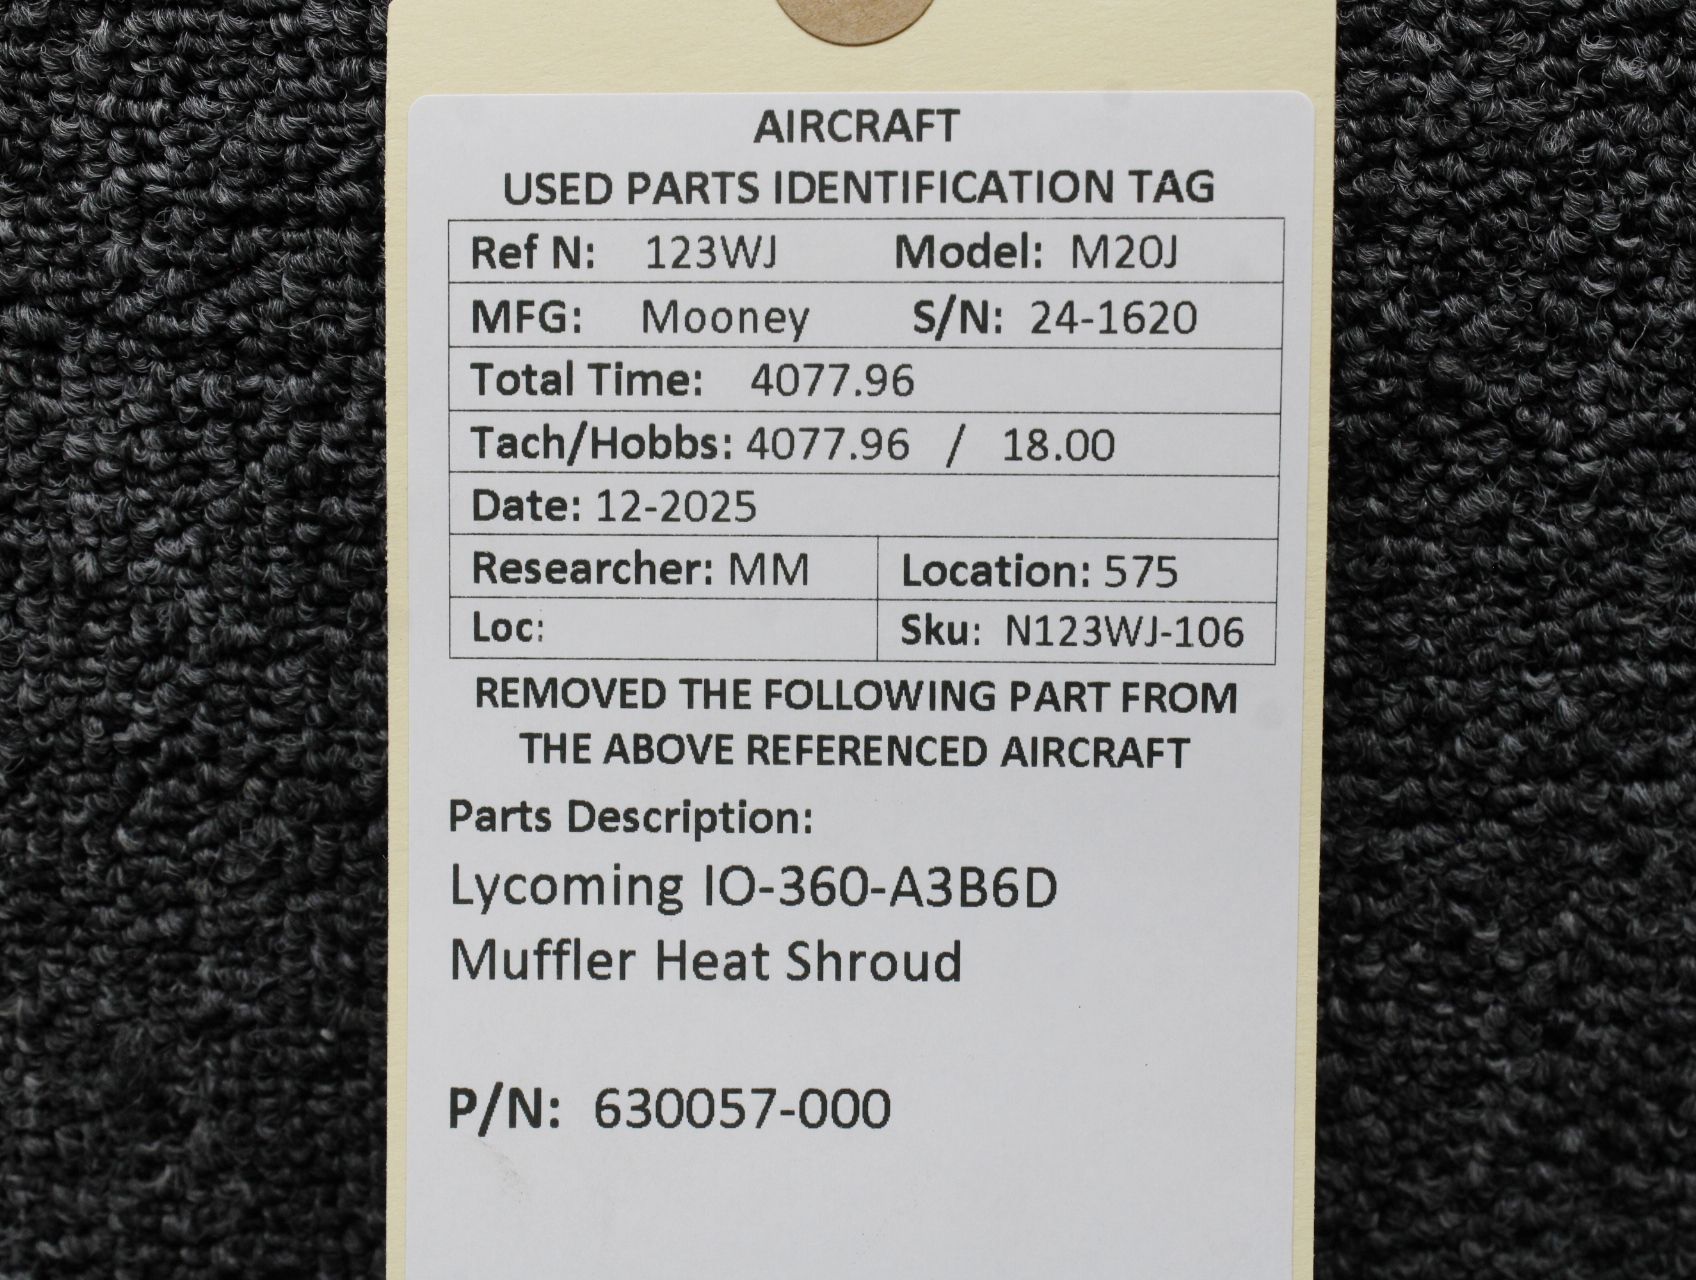 AIRCRAFT
USED PARTS IDENTIFICATION TAG
Ref N: 123WJ Model: M20J
MFG: Mooney S/N: 24-1620
Total Time: 4077.96
Tach/Hobbs: 4077.96 / 18.00
Date: 12-2025
Researcher: MM Location: 575
Loc: Sku: N123WJ-106
REMOVED THE FOLLOWING PART FROM
THE ABOVE REFERENCED AIRCRAFT
Parts Description:
Lycoming IO-360-A3B6D
Muffler Heat Shroud
P/N: 630057-000